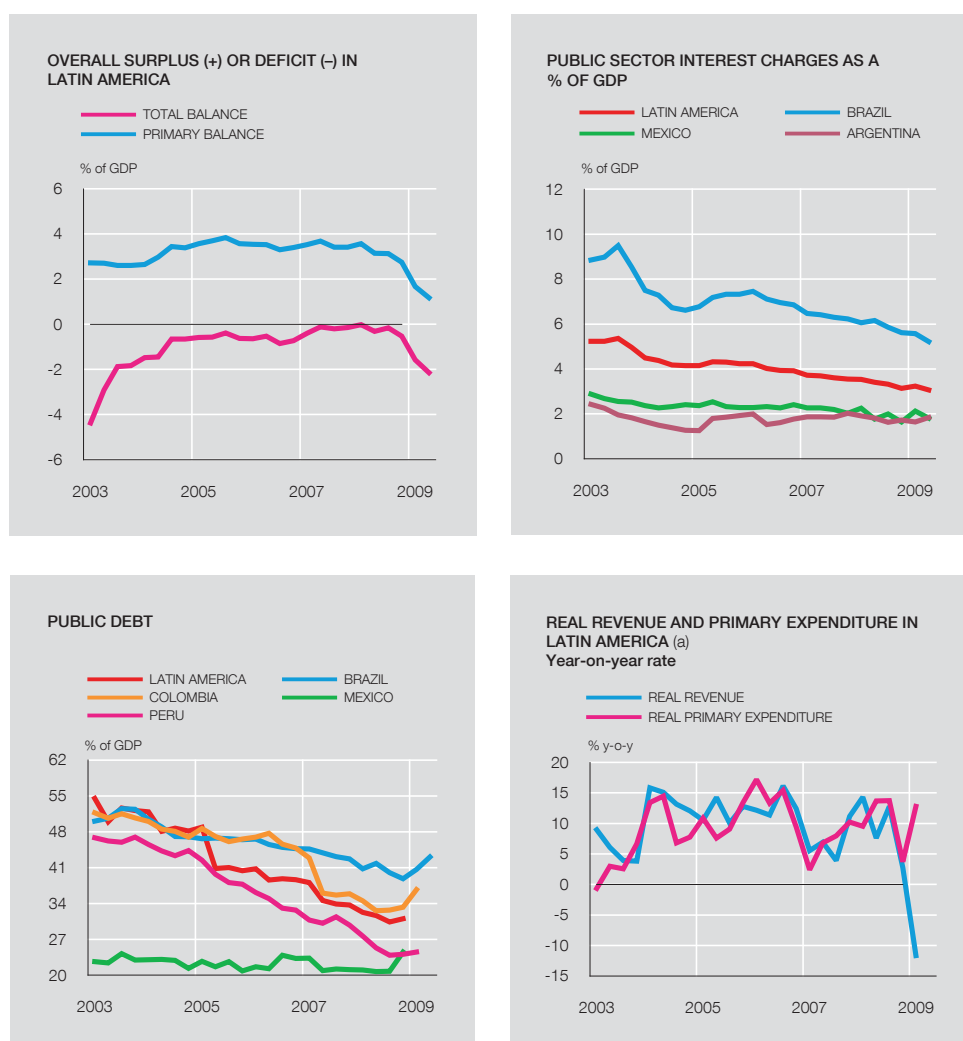 OVERALL SURPLUS (+) OR DEFICIT (–) IN
LATIN AMERICA
TOTAL BALANCE
PRIMARY BALANCE
% of GDP
6
4
2
0
-2
-4
-6
2003 2005 2007 2009
PUBLIC SECTOR INTEREST CHARGES AS A
% OF GDP
LATIN AMERICA BRAZIL
MEXICO ARGENTINA
% of GDP
12
10
8
6
4
2
0
2003 2005 2007 2009
PUBLIC DEBT
LATIN AMERICA BRAZIL
COLOMBIA MEXICO
PERU
% of GDP
62
55
48
41
34
27
20
2003 2005 2007 2009
REAL REVENUE AND PRIMARY EXPENDITURE IN
LATIN AMERICA (a)
Year-on-year rate
REAL REVENUE
REAL PRIMARY EXPENDITURE
% y-o-y
20
15
10
5
0
-5
-10
-15
2003 2005 2007 2009